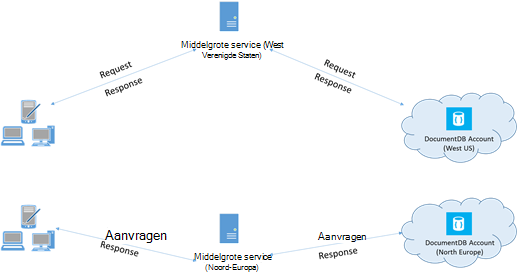 Middelgrote service (West
Verenigde Staten)
Request
Response
Request
Response
DocumentDB Account
(West US)
Aanvragen
Response
Middelgrote service
(Noord-Europa)
Aanvragen
Response
DocumentDB Account
(North Europe)